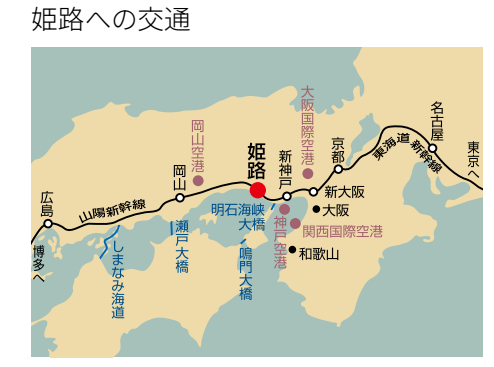 姫路への交通
大阪国際空港
岡山空港
姫路
新神戸
京都
東海道新幹線
名古屋
東京へ
岡山
広島
山陽新幹線
博多へ
しまなみ海道
瀬戸大橋
明石海峡
大橋
鳴門大橋
神戸空港
新大阪
大阪
関西国際空港
和歌山